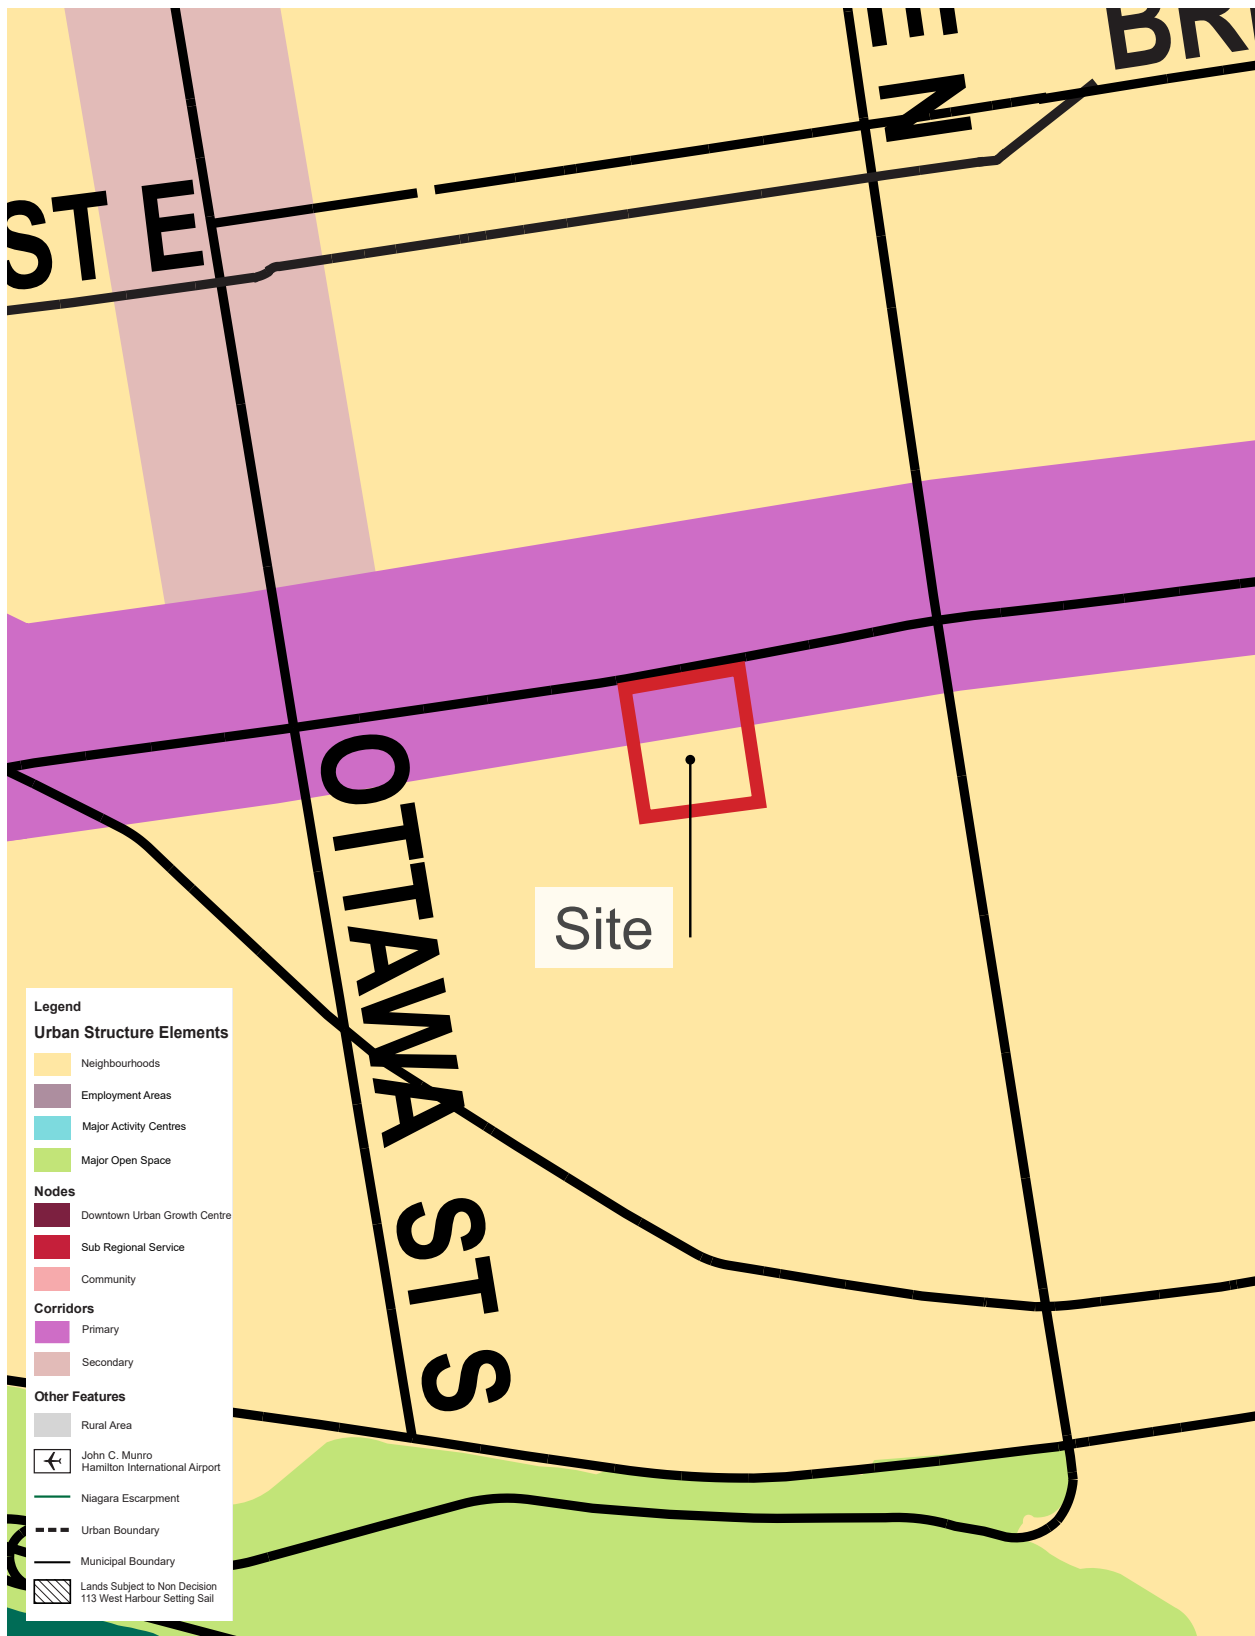 ST E
EN
BR
OTTAWA ST S
Site
Legend
Urban Structure Elements
Neighbourhoods
Employment Areas
Major Activity Centres
Major Open Space
Nodes
Downtown Urban Growth Centre
Sub Regional Service
Community
Corridors
Primary
Secondary
Other Features
Rural Area
John C. Munro
Hamilton International Airport
Niagara Escarpment
Urban Boundary
Municipal Boundary
Lands Subject to Non Decision
113 West Harbour Setting Sail